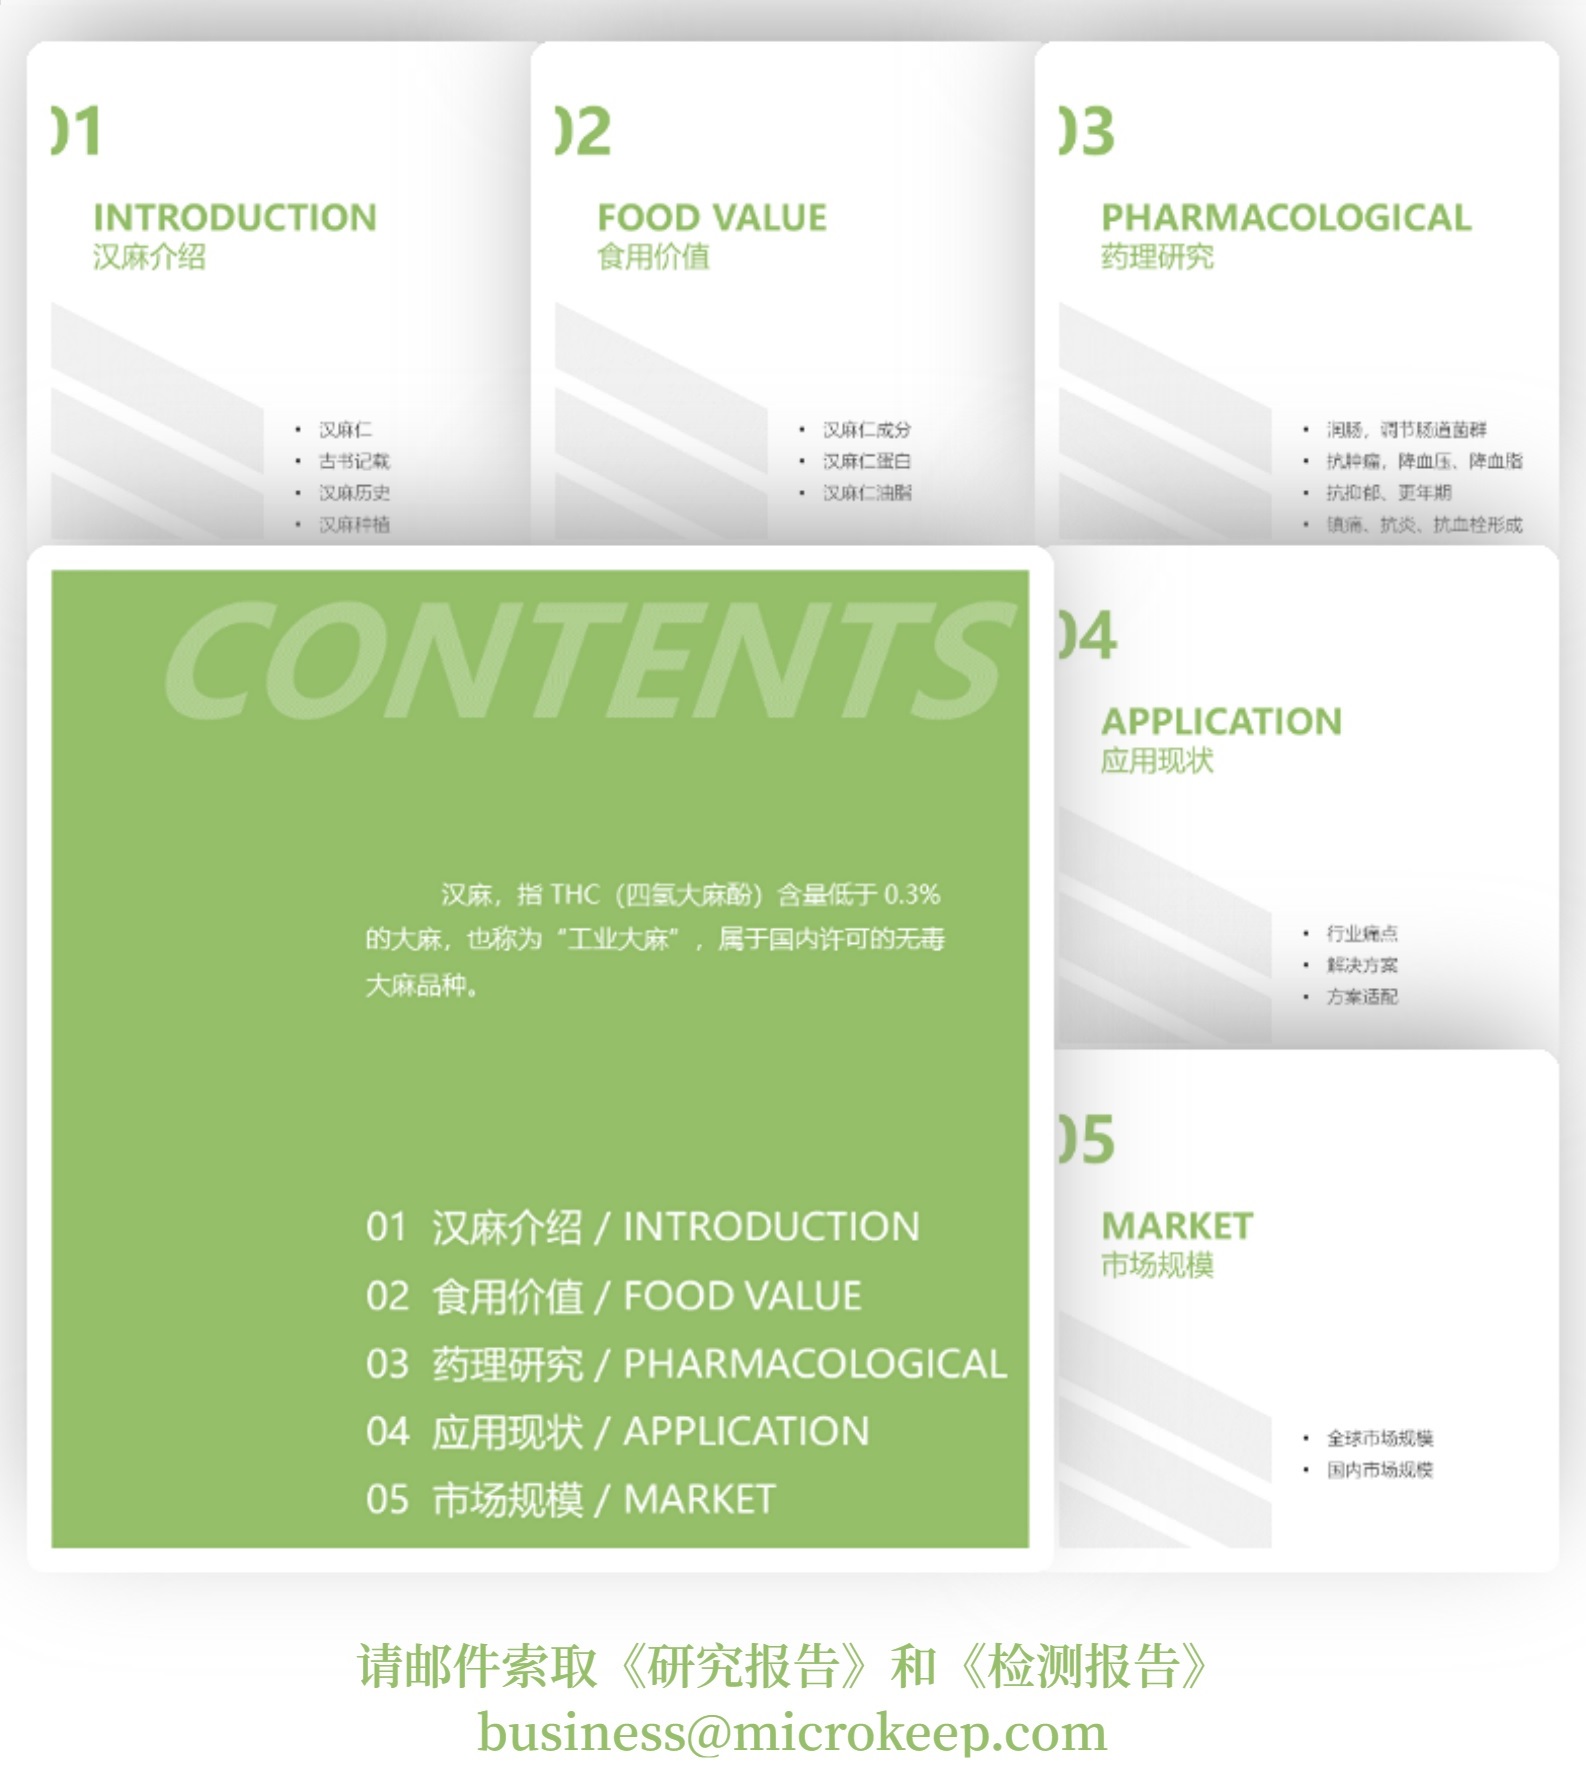 01
INTRODUCTION
汉麻介绍
• 汉麻仁
• 古书记载
• 汉麻历史
• 汉麻种植
02
FOOD VALUE
食用价值
• 汉麻仁成分
• 汉麻仁蛋白
• 汉麻仁油脂
03
PHARMACOLOGICAL
药理研究
• 润肠，调节肠道菌群
• 抗肿瘤，降血压、降血脂
• 抗抑郁、更年期
• 镇痛、抗炎、抗血栓形成
CONTENTS
汉麻，指 THC（四氢大麻酚）含量低于 0.3%
的大麻，也称为“工业大麻”，属于国内许可的无毒
大麻品种。
01 汉麻介绍 / INTRODUCTION
02 食用价值 / FOOD VALUE
03 药理研究 / PHARMACOLOGICAL
04 应用现状 / APPLICATION
05 市场规模 / MARKET
04
APPLICATION
应用现状
• 行业痛点
• 解决方案
• 方案适配
05
MARKET
市场规模
• 全球市场规模
• 国内市场规模
请邮件索取《研究报告》和《检测报告》
business@microkeep.com